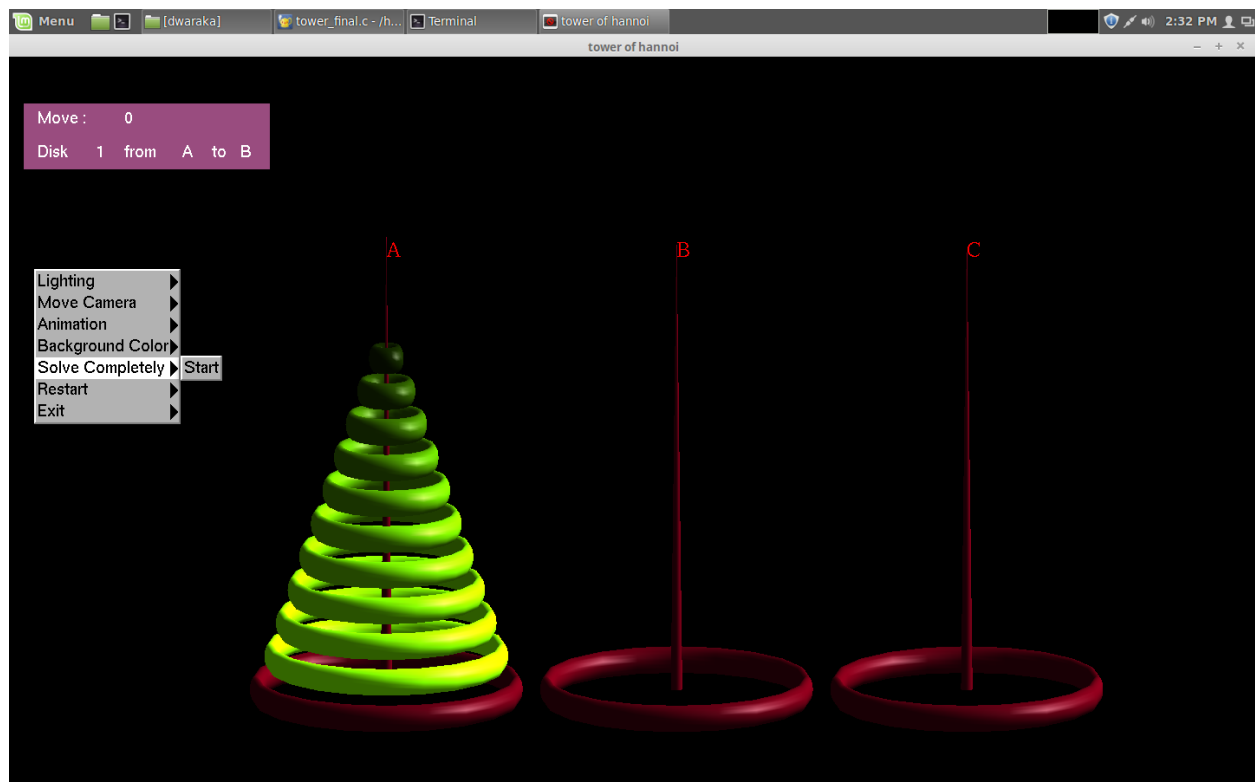 Menu [dwaraka] tower_final.c - /h... Terminal tower of hannoi 2:32 PM
tower of hannoi
Move : 0
Disk 1 from A to B
A B C
Lighting
Move Camera
Animation
Background Color
Solve Completely Start
Restart
Exit